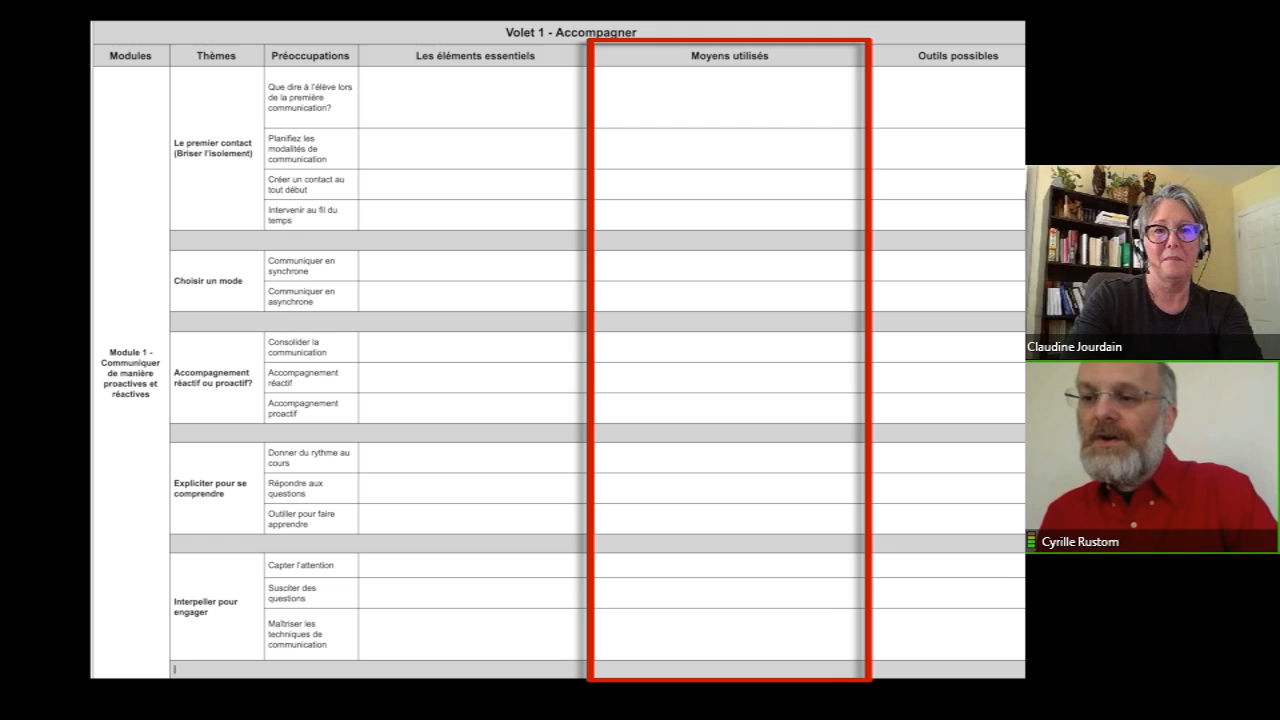 Volet 1 - Accompagner
Modules
Thèmes
Préoccupations
Les éléments essentiels
Moyens utilisés
Outils possibles
Module 1 -
Communiquer
de manière
proactives et
réactives
Le premier contact
(Briser l'isolement)
Que dire à l'élève lors
de la première
communication?
Planifiez les
modalités de
communication
Créer un contact au
tout début
Intervenir au fil du
temps
Choisir un mode
Communiquer en
synchrone
Communiquer en
asynchrone
Accompagnement
réactif ou proactif?
Consolider la
communication
Accompagnement
réactif
Accompagnement
proactif
Expliciter pour se
comprendre
Donner du rythme au
cours
Répondre aux
questions
Outiller pour faire
apprendre
Interpeller pour
engager
Capter l'attention
Susciter des
questions
Maîtriser les
techniques de
communication
Claudine Jourdain
Cyrille Rustom